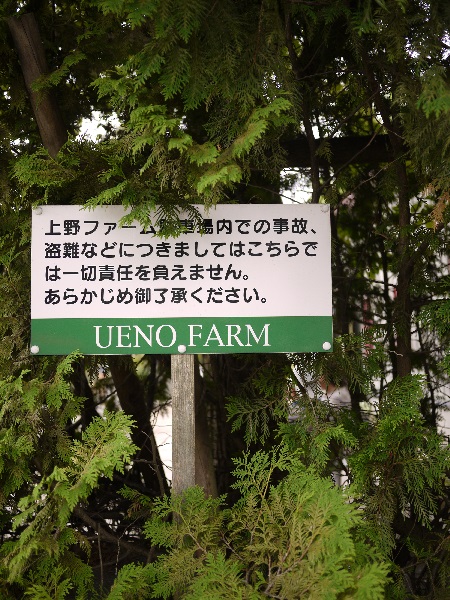 上野ファーム駐車場内での事故、
盗難などにつきましてはこちらで
は一切責任を負えません。
あらかじめ御了承ください。
UENO FARM